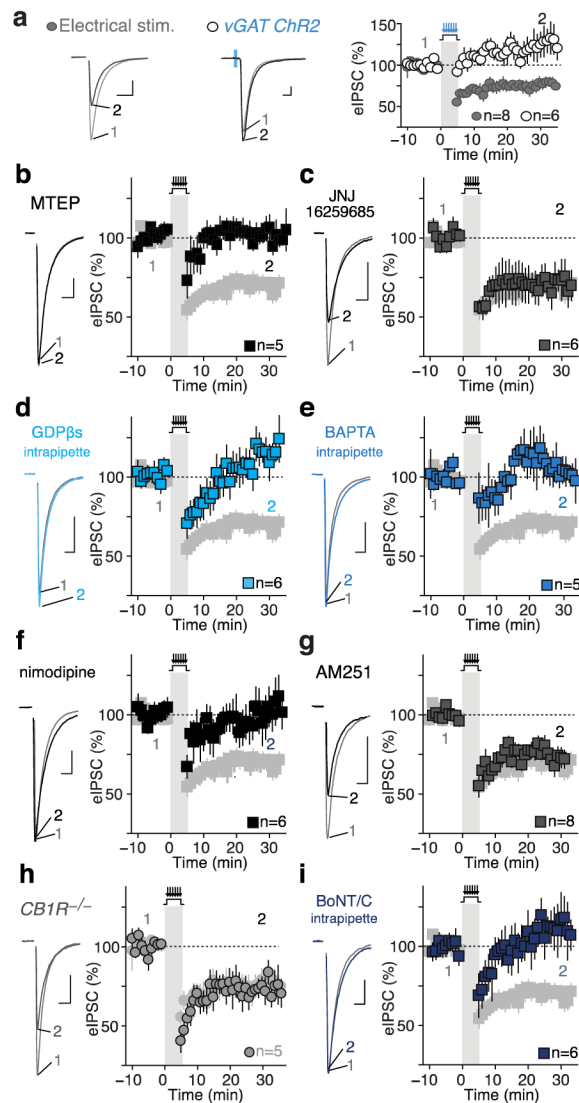 a
Electrical stim.
vGAT ChR2
2
1
2
1
eIPSC (%)
125
100
75
50
1
2
n=8
n=6
−10 0 10 20 30
Time (min)
b
MTEP
1
2
eIPSC (%)
100
50
1
2
n=5
−10 0 10 20 30
Time (min)
c
JNJ
16259685
2
1
eIPSC (%)
100
50
1
2
n=6
−10 0 10 20 30
Time (min)
d
GDPβs
intrapipette
1
2
eIPSC (%)
100
50
1
2
n=6
−10 0 10 20 30
Time (min)
e
BAPTA
intrapipette
2
1
eIPSC (%)
100
50
1
2
n=5
−10 0 10 20 30
Time (min)
f
nimodipine
2
1
eIPSC (%)
100
50
1
2
n=6
−10 0 10 20 30
Time (min)
g
AM251
2
1
eIPSC (%)
100
50
1
2
n=8
−10 0 10 20 30
Time (min)
h
CB1R−/−
2
1
eIPSC (%)
100
50
1
2
n=5
−10 0 10 20 30
Time (min)
i
BoNT/C
intrapipette
2
1
eIPSC (%)
100
50
1
2
n=6
−10 0 10 20 30
Time (min)